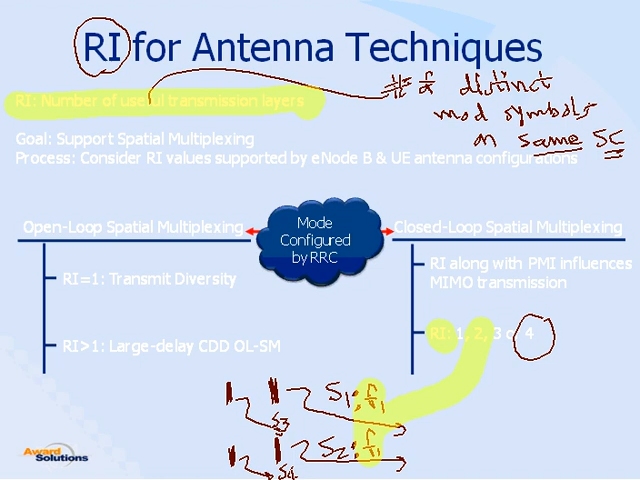 RI for Antenna Techniques
RI: Number of useful transmission layers
# of distinct
mod symbols
on same SC
Goal: Support Spatial Multiplexing
Process: Consider RI values supported by eNode B & UE antenna configurations
Open-Loop Spatial Multiplexing
Mode
Configured
by RRC
Closed-Loop Spatial Multiplexing
RI=1: Transmit Diversity
RI>1: Large-delay CDD OL-SM
RI along with PMI influences
MIMO transmission
RI: 1, 2, 3 or 4
S1: f1
S3
S2: f1
S4
Award
Solutions